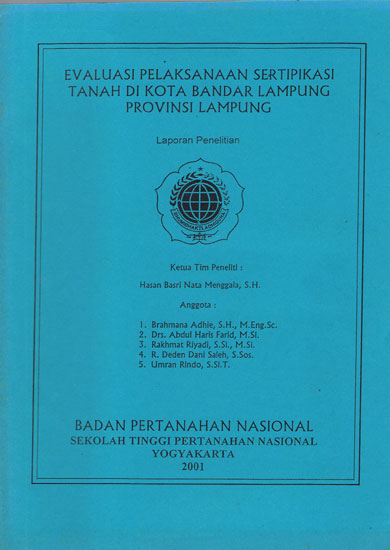 EVALUASI PELAKSANAAN SERTIPIKASI
TANAH DI KOTA BANDAR LAMPUNG
PROVINSI LAMPUNG
Laporan Penelitian
Ketua Tim Peneliti :
Hasan Basri Nata Menggala, S.H.
Anggota :
1. Brahmana Adhie, S.H., M.Eng.Sc.
2. Drs. Abdul Haris Farid, M.Si.
3. Rakhmat Riyadi, S.Si., M.Si.
4. R. Deden Dani Saleh, S.Sos.
5. Umran Rindo, S.Si.T.
BADAN PERTANAHAN NASIONAL
SEKOLAH TINGGI PERTANAHAN NASIONAL
YOGYAKARTA
2001